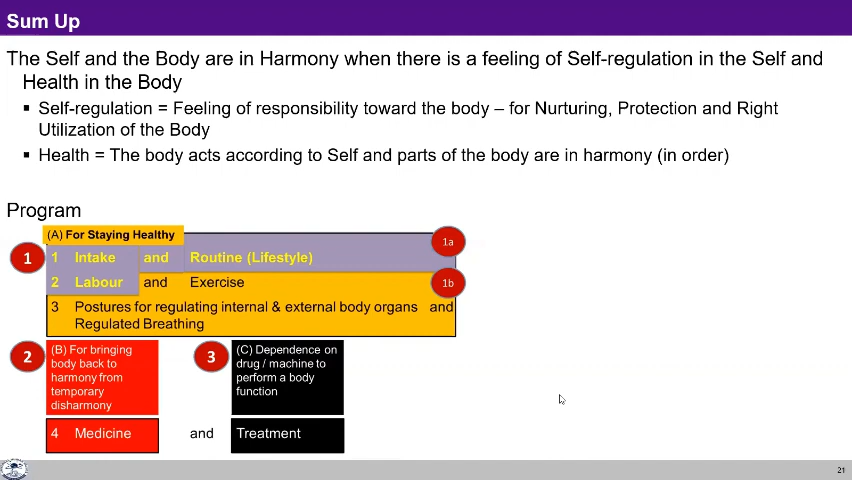 Sum Up
The Self and the Body are in Harmony when there is a feeling of Self-regulation in the Self and
Health in the Body
▪ Self-regulation = Feeling of responsibility toward the body – for Nurturing, Protection and Right
Utilization of the Body
▪ Health = The body acts according to Self and parts of the body are in harmony (in order)
Program
(A) For Staying Healthy
1
1a
1 Intake and Routine (Lifestyle)
2 Labour and Exercise
1b
3 Postures for regulating internal & external body organs and
Regulated Breathing
2
(B) For bringing
body back to
harmony from
temporary
disharmony
3
(C) Dependence on
drug / machine to
perform a body
function
4 Medicine and Treatment
21